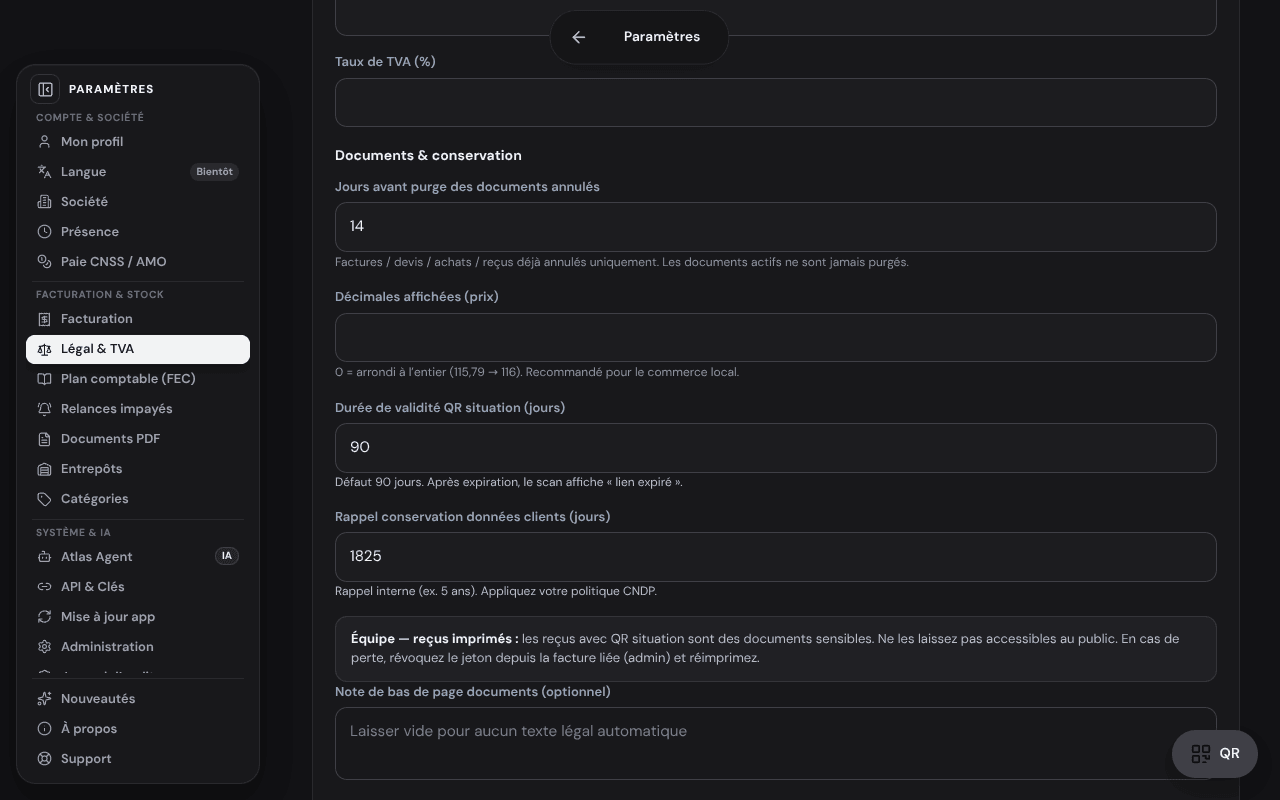 Paramètres
PARAMÈTRES
COMPTE & SOCIÉTÉ
Mon profil
Langue
Bientôt
Société
Présence
Paie CNSS / AMO
FACTURATION & STOCK
Facturation
Légal & TVA
Plan comptable (FEC)
Relances impayés
Documents PDF
Entrepôts
Catégories
SYSTÈME & IA
Atlas Agent
IA
API & Clés
Mise à jour app
Administration
Nouveautés
À propos
Support
Taux de TVA (%)
Documents & conservation
Jours avant purge des documents annulés
14
Factures / devis / achats / reçus déjà annulés uniquement. Les documents actifs ne sont jamais purgés.
Décimales affichées (prix)
0 = arrondi à l'entier (115,79 → 116). Recommandé pour le commerce local.
Durée de validité QR situation (jours)
90
Défaut 90 jours. Après expiration, le scan affiche « lien expiré ».
Rappel conservation données clients (jours)
1825
Rappel interne (ex. 5 ans). Appliquez votre politique CNDP.
Équipe — reçus imprimés : les reçus avec QR situation sont des documents sensibles. Ne les laissez pas accessibles au public. En cas de
perte, révoquez le jeton depuis la facture liée (admin) et réimprimez.
Note de bas de page documents (optionnel)
Laisser vide pour aucun texte légal automatique
QR